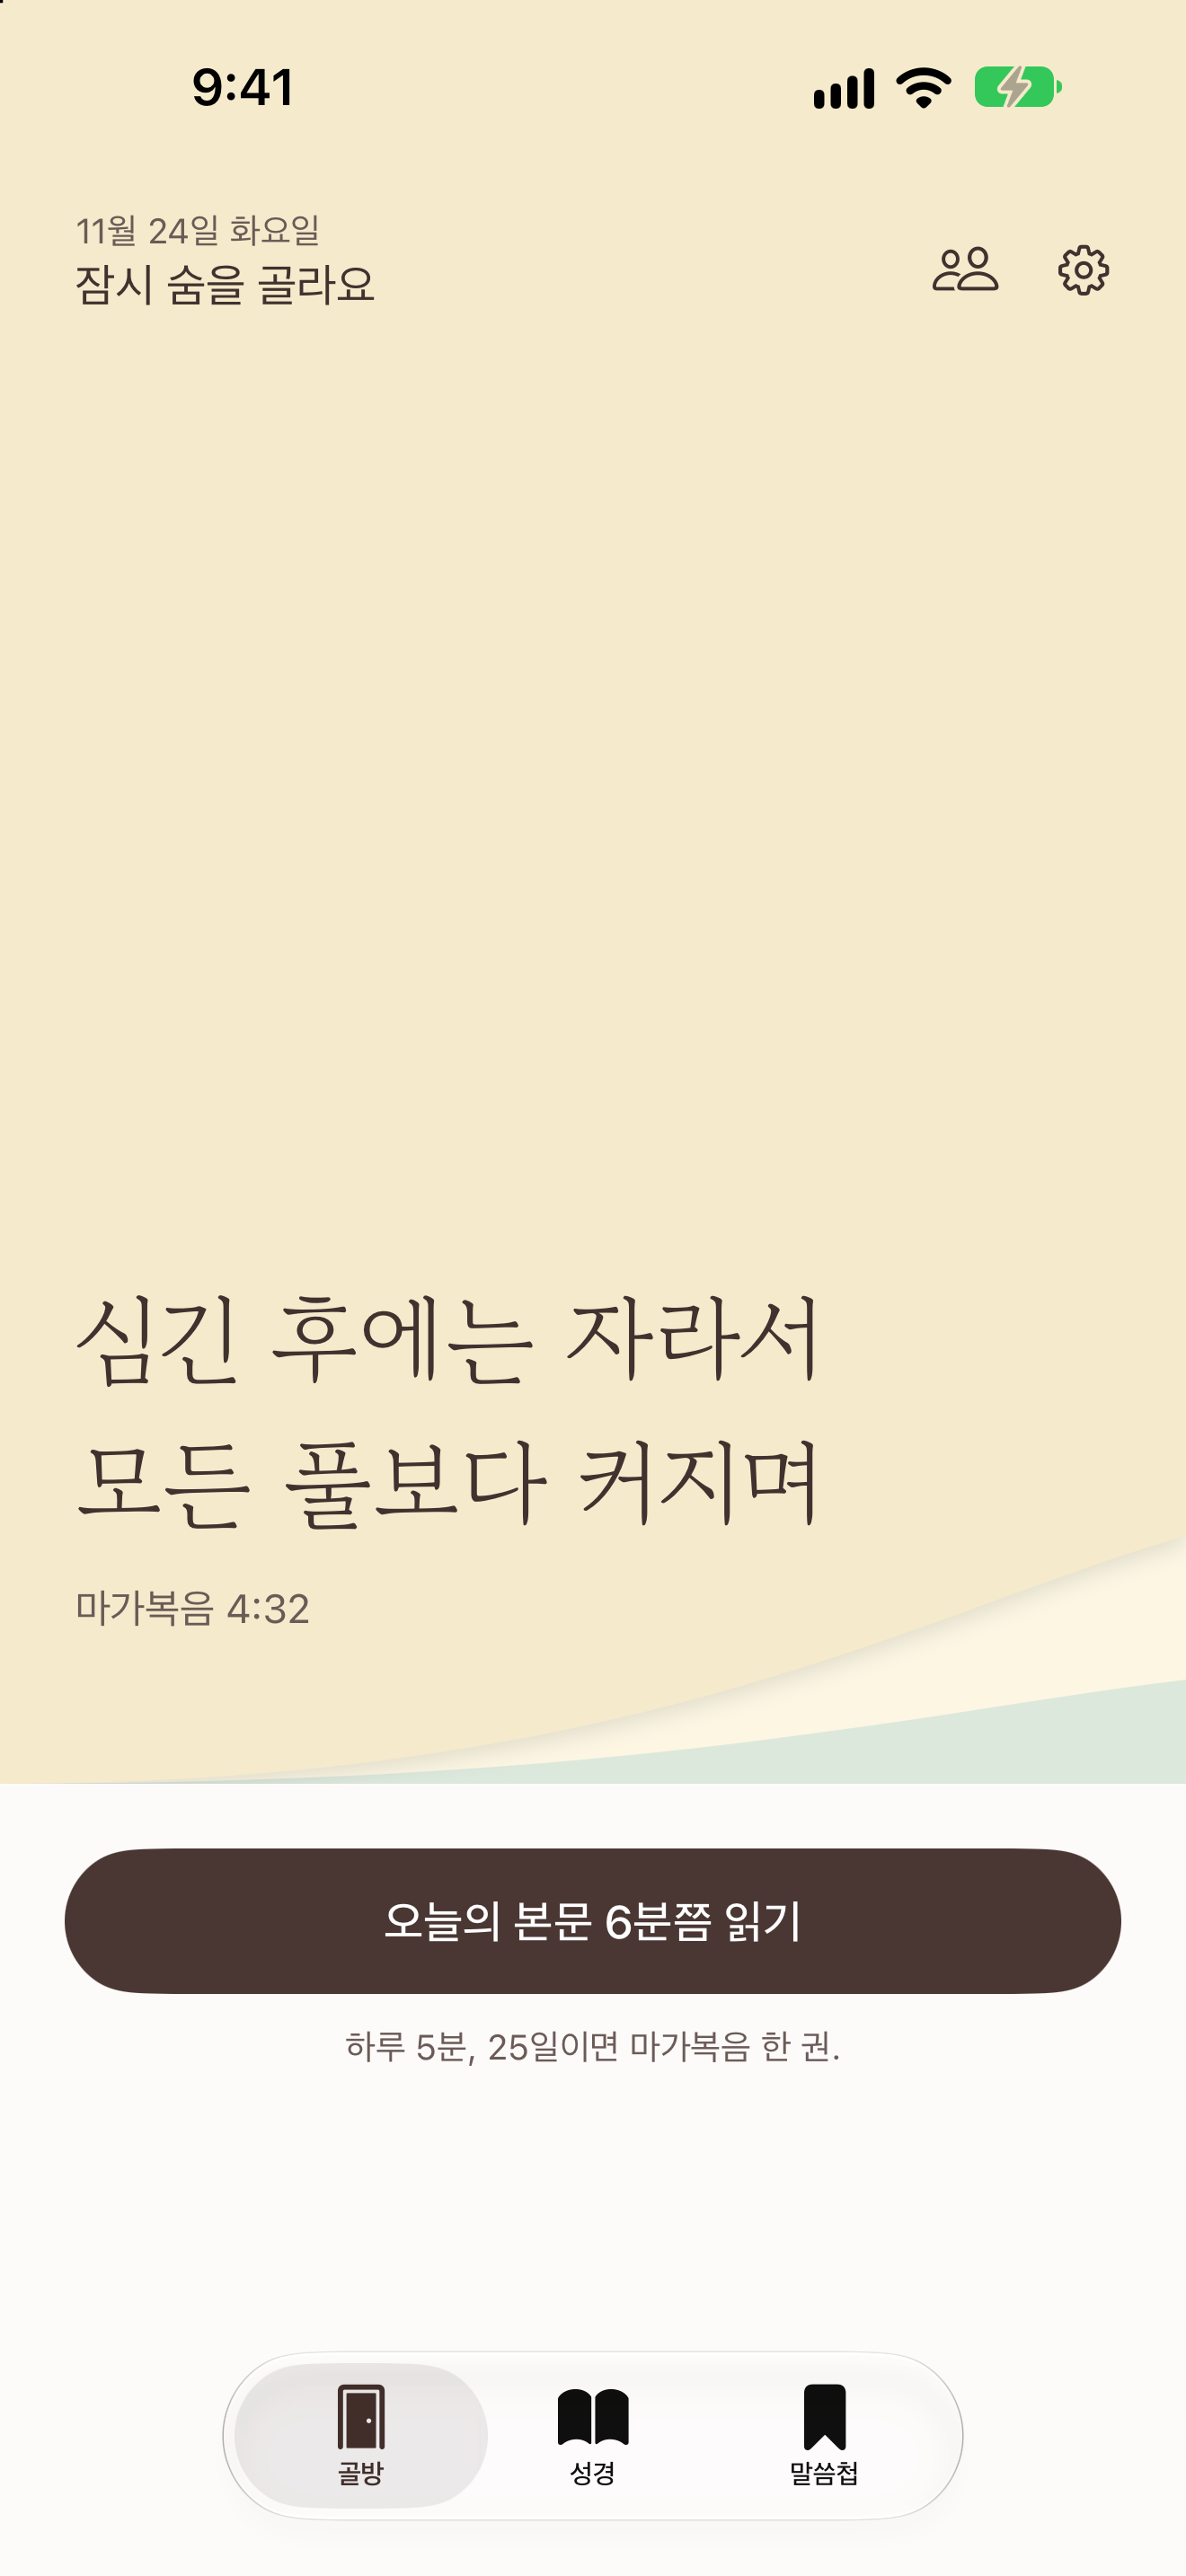 9:41
11월 24일 화요일
잠시 숨을 골라요
심긴 후에는 자라서
모든 풀보다 커지며
마가복음 4:32
오늘의 본문 6분쯤 읽기
하루 5분, 25일이면 마가복음 한 권.
골방
성경
말씀첩